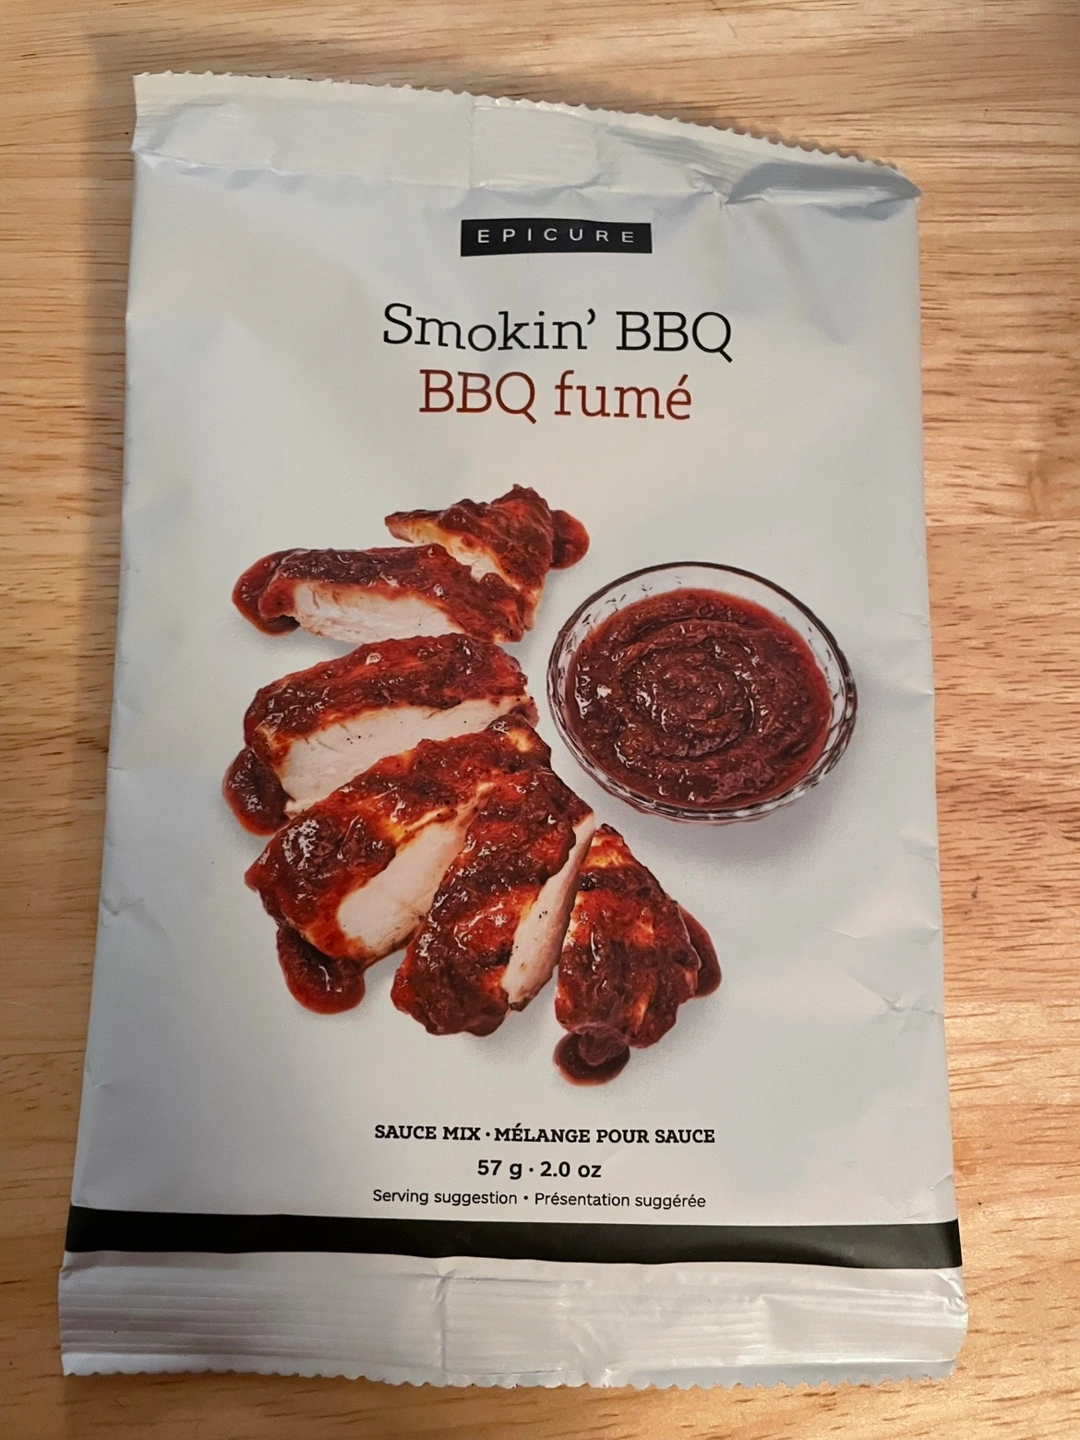 EPICURE
Smokin’ BBQ
BBQ fumé
SAUCE MIX · MÉLANGE POUR SAUCE
57 g · 2.0 oz
Serving suggestion • Présentation suggérée